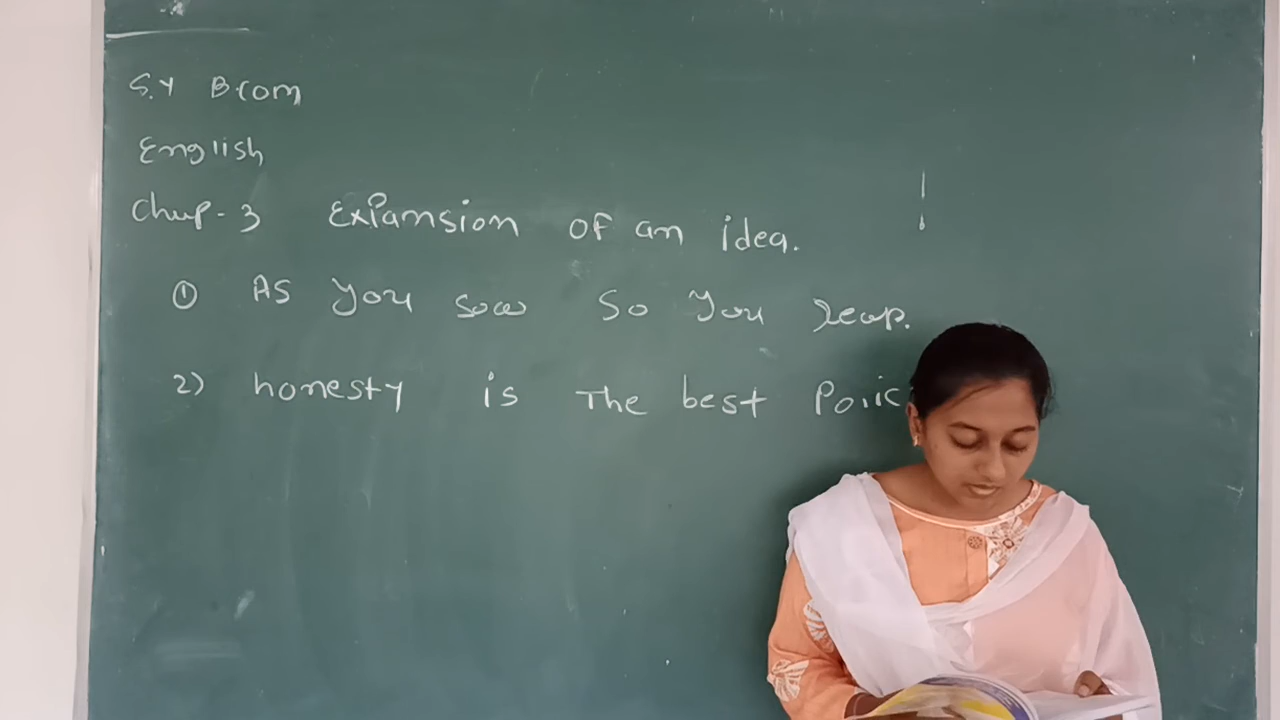 S.Y Bcom
English
Chap-3 Expansion of an idea.
① As you sow so you reap.
2) honesty is The best Polic